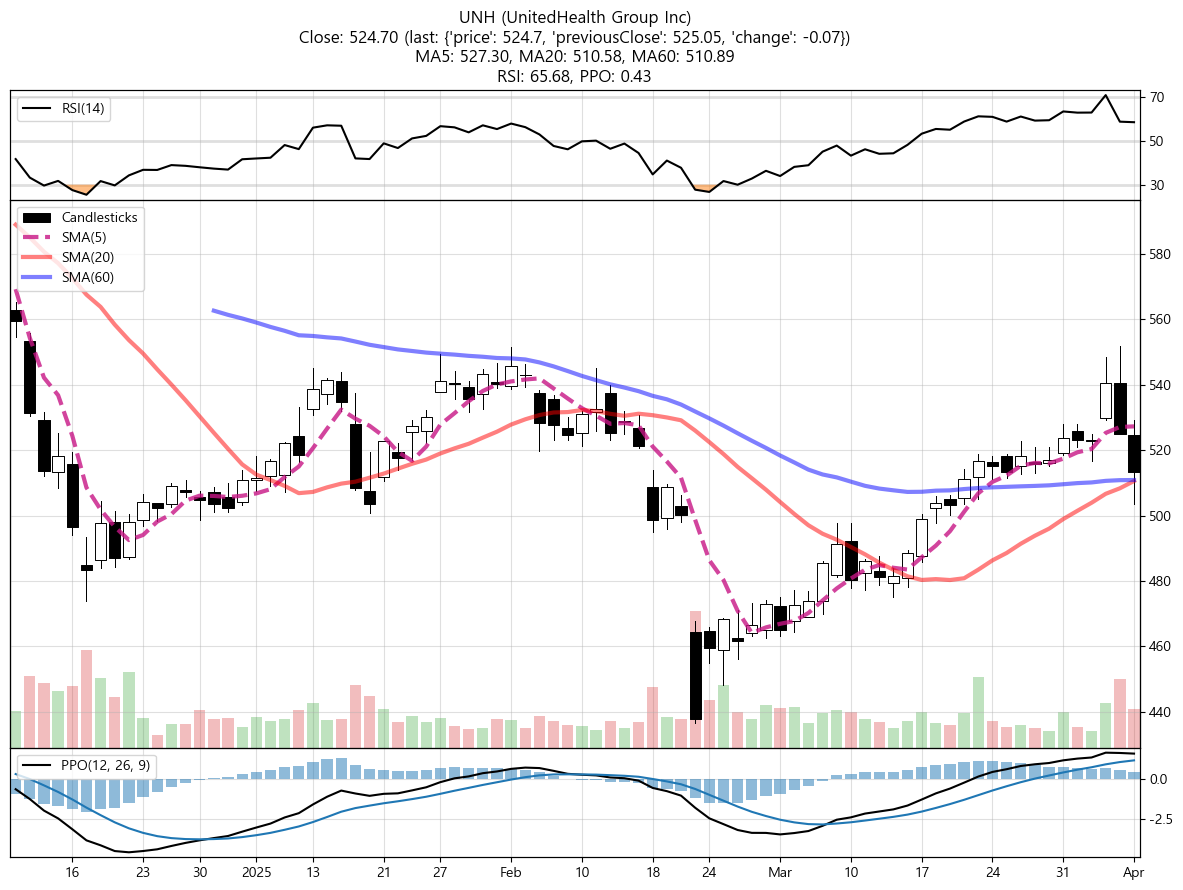 UNH (UnitedHealth Group Inc)
Close: 524.70 (last: {'price': 524.7, 'previousClose': 525.05, 'change': -0.07})
MA5: 527.30, MA20: 510.58, MA60: 510.89
RSI: 65.68, PPO: 0.43
RSI(14)
70
50
30
Candlesticks
SMA(5)
SMA(20)
SMA(60)
580
560
540
520
500
480
460
440
PPO(12, 26, 9)
0.0
−2.5
16 23 30 2025 13 21 27 Feb 10 18 24 Mar 10 17 24 31 Apr